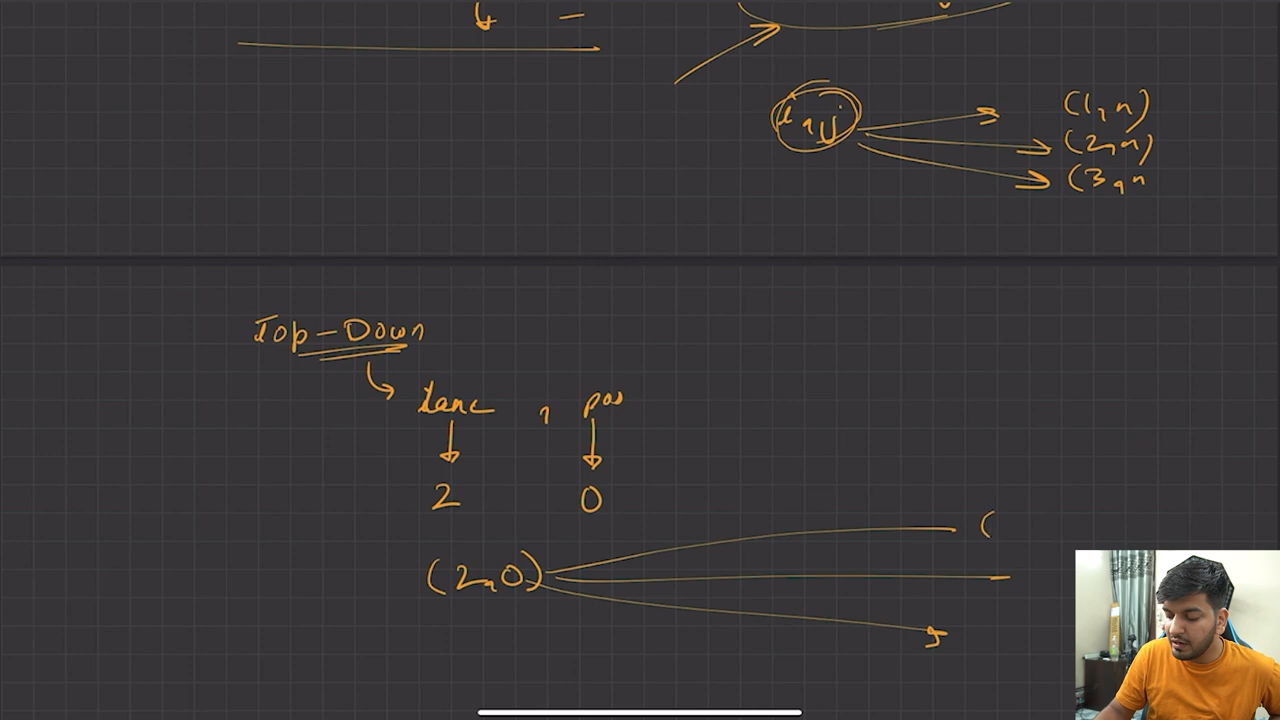 (1,n)
i,j
(2,n)
(3,n
Top-Down
lane , pos
2 0
(2,0) (